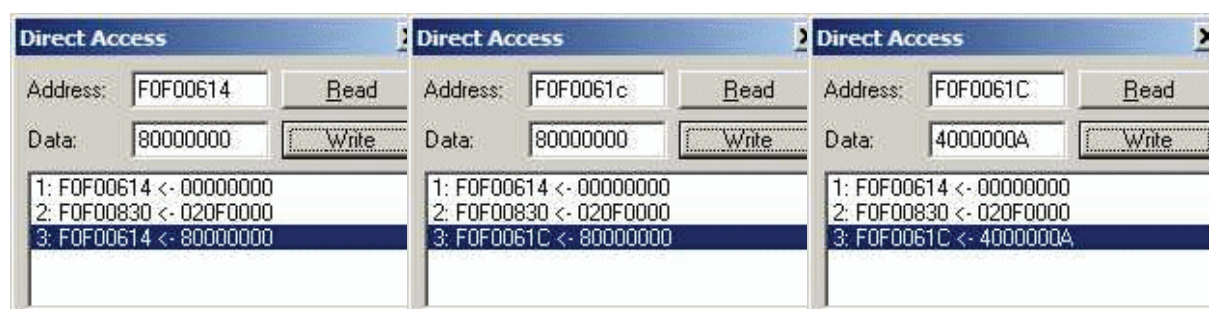 Direct Access
Address: F0F00614 Read
Data: 80000000 Write
1: F0F00614 <- 00000000
2: F0F00830 <- 020F0000
3: F0F00614 <- 80000000
Direct Access
Address: F0F0061c Read
Data: 80000000 Write
1: F0F00614 <- 00000000
2: F0F00830 <- 020F0000
3: F0F0061C <- 80000000
Direct Access
Address: F0F0061C Read
Data: 4000000A Write
1: F0F00614 <- 00000000
2: F0F00830 <- 020F0000
3: F0F0061C <- 4000000A